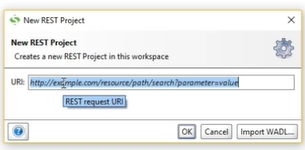 New REST Project
New REST Project
Creates a new REST Project in this workspace
URI: http://example.com/resource/path/search?parameter=value
REST request URI
OK Cancel Import WADL...